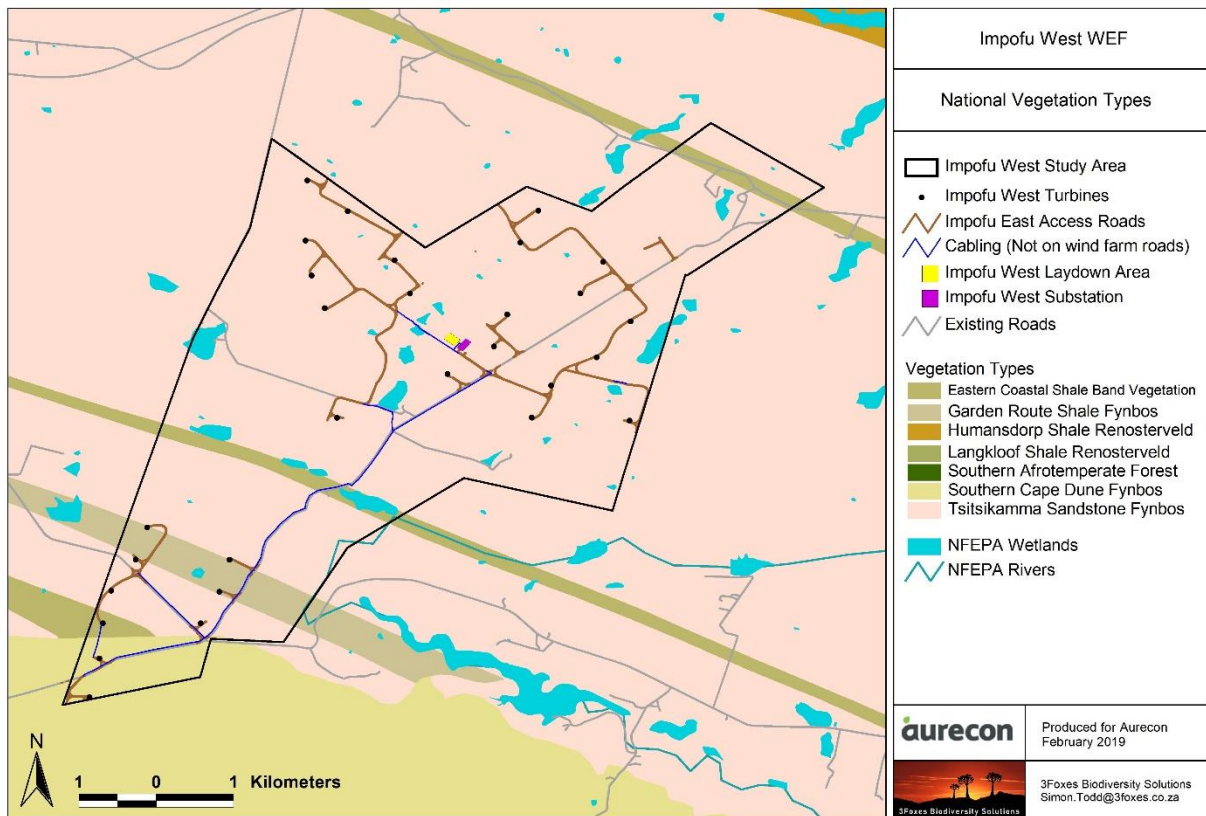 Impofu West WEF
National Vegetation Types
Impofu West Study Area
Impofu West Turbines
Impofu East Access Roads
Cabling (Not on wind farm roads)
Impofu West Laydown Area
Impofu West Substation
Existing Roads
Vegetation Types
Eastern Coastal Shale Band Vegetation
Garden Route Shale Fynbos
Humansdorp Shale Renosterveld
Langkloof Shale Renosterveld
Southern Afrotemperate Forest
Southern Cape Dune Fynbos
Tsitsikamma Sandstone Fynbos
NFEPA Wetlands
NFEPA Rivers
N
1 0 1 Kilometers
aurecon
Produced for Aurecon
February 2019
3Foxes Biodiversity Solutions
3Foxes Biodiversity Solutions
Simon.Todd@3foxes.co.za